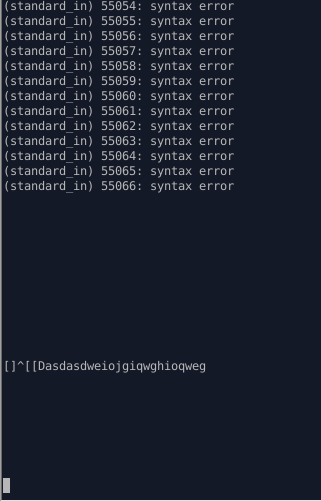 (standard_in) 55054: syntax error
(standard_in) 55055: syntax error
(standard_in) 55056: syntax error
(standard_in) 55057: syntax error
(standard_in) 55058: syntax error
(standard_in) 55059: syntax error
(standard_in) 55060: syntax error
(standard_in) 55061: syntax error
(standard_in) 55062: syntax error
(standard_in) 55063: syntax error
(standard_in) 55064: syntax error
(standard_in) 55065: syntax error
(standard_in) 55066: syntax error
[]^[[Dasdasdweiojgiqwghioqweg